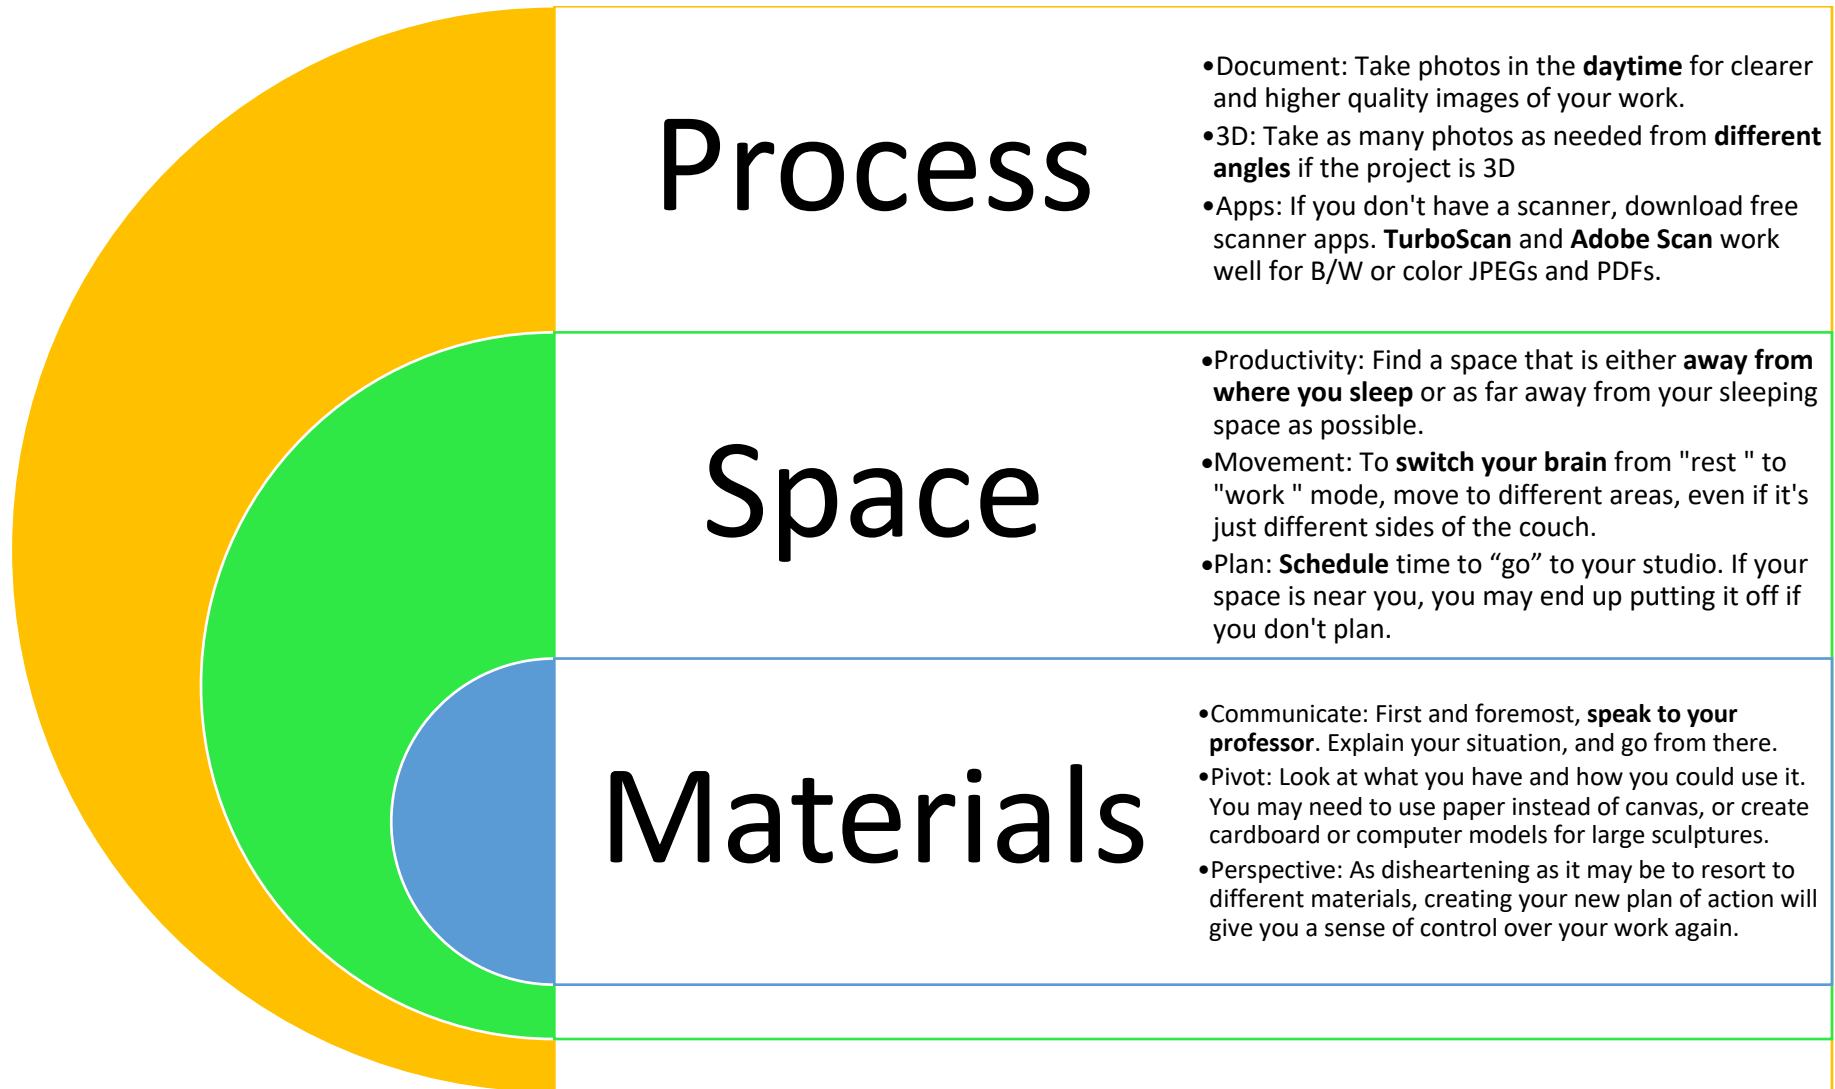 Process
•Document: Take photos in the daytime for clearer
and higher quality images of your work.
•3D: Take as many photos as needed from different
angles if the project is 3D
•Apps: If you don't have a scanner, download free
scanner apps. TurboScan and Adobe Scan work
well for B/W or color JPEGs and PDFs.
Space
•Productivity: Find a space that is either away from
where you sleep or as far away from your sleeping
space as possible.
•Movement: To switch your brain from "rest " to
"work " mode, move to different areas, even if it's
just different sides of the couch.
•Plan: Schedule time to “go” to your studio. If your
space is near you, you may end up putting it off if
you don't plan.
Materials
•Communicate: First and foremost, speak to your
professor. Explain your situation, and go from there.
•Pivot: Look at what you have and how you could use it.
You may need to use paper instead of canvas, or create
cardboard or computer models for large sculptures.
•Perspective: As disheartening as it may be to resort to
different materials, creating your new plan of action will
give you a sense of control over your work again.